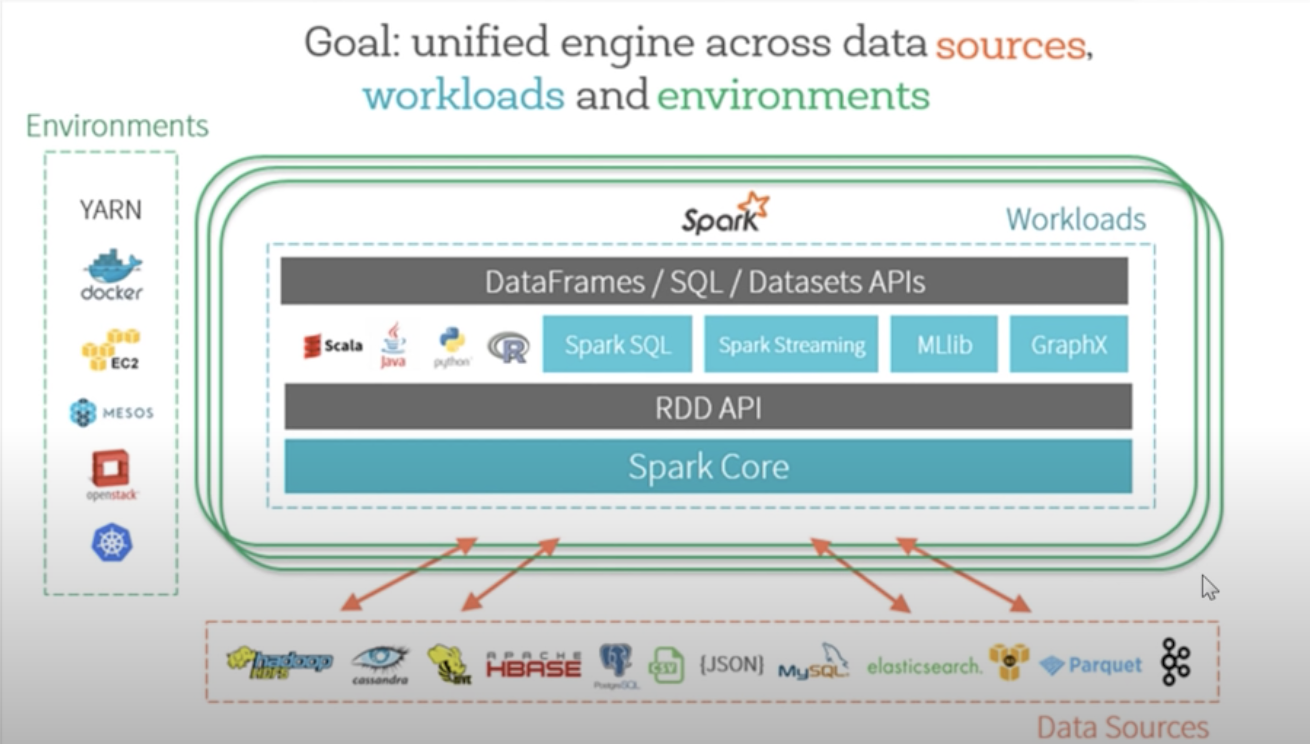 Goal: unified engine across data sources,
workloads and environments
Environments
YARN
docker
EC2
MESOS
openstack
Spark
Workloads
DataFrames / SQL / Datasets APIs
Scala
Java
python
R
Spark SQL
Spark Streaming
MLlib
GraphX
RDD API
Spark Core
hadoop
HDFS
cassandra
HIVE
APACHE
HBASE
PostgreSQL
CSV
{JSON}
MySQL
elasticsearch.
Parquet
Data Sources